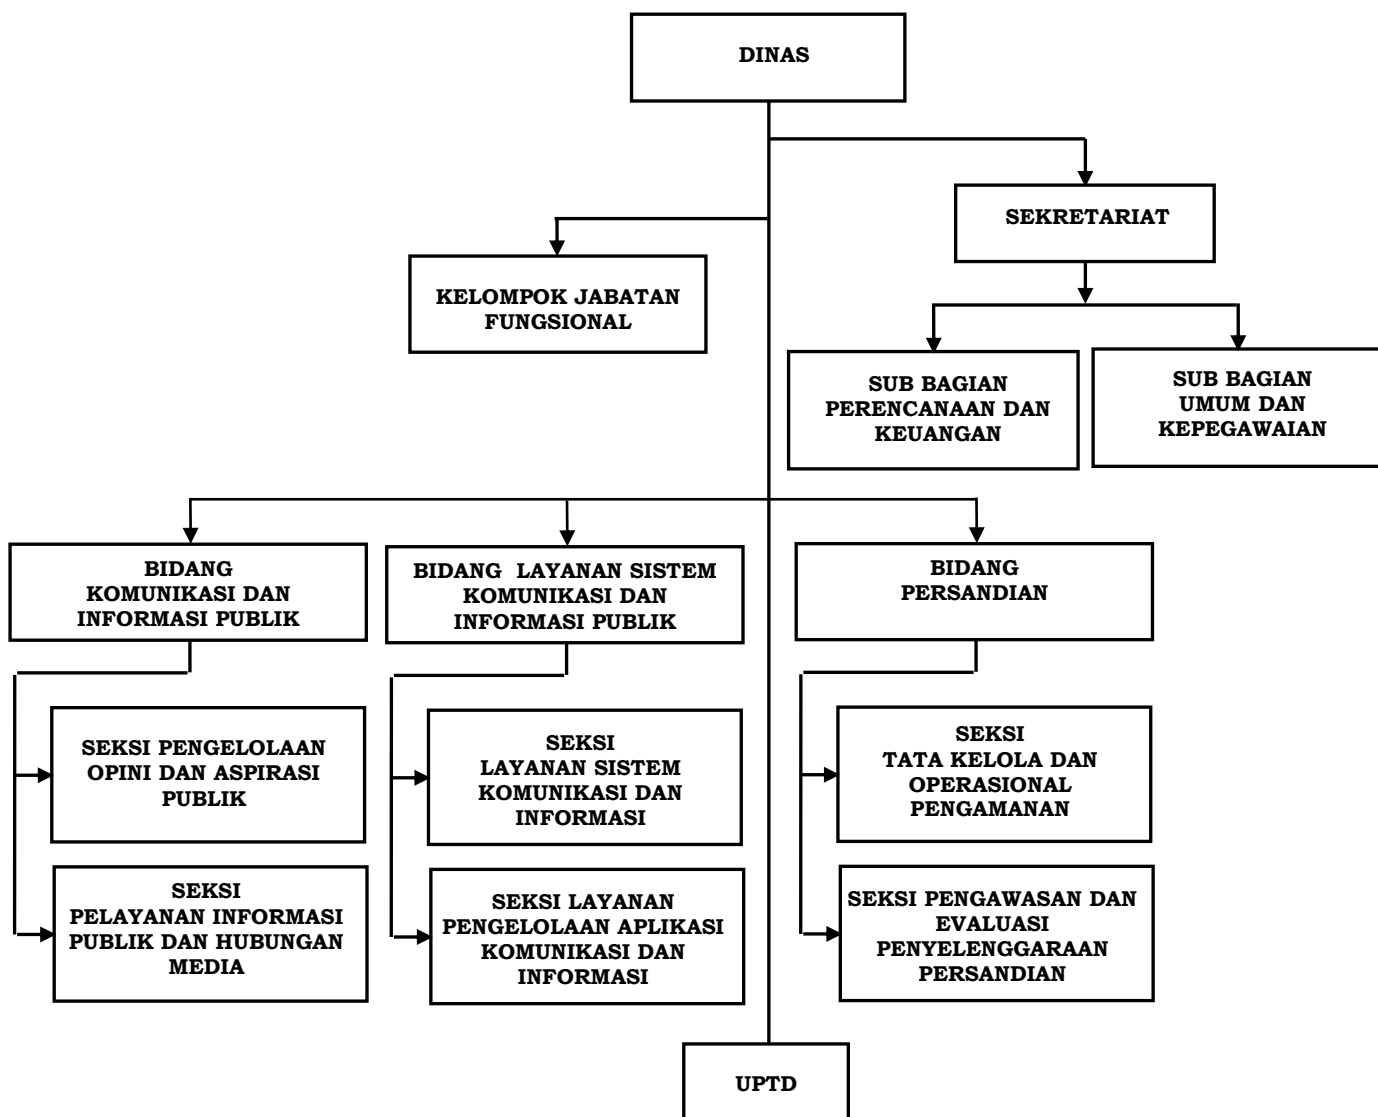 DINAS
SEKRETARIAT
KELOMPOK JABATAN
FUNGSIONAL
SUB BAGIAN
PERENCANAAN DAN
KEUANGAN
SUB BAGIAN
UMUM DAN
KEPEGAWAIAN
BIDANG
KOMUNIKASI DAN
INFORMASI PUBLIK
BIDANG LAYANAN SISTEM
KOMUNIKASI DAN
INFORMASI PUBLIK
BIDANG
PERSANDIAN
SEKSI PENGELOLAAN
OPINI DAN ASPIRASI
PUBLIK
SEKSI
LAYANAN SISTEM
KOMUNIKASI DAN
INFORMASI
SEKSI
TATA KELOLA DAN
OPERASIONAL
PENGAMANAN
SEKSI
PELAYANAN INFORMASI
PUBLIK DAN HUBUNGAN
MEDIA
SEKSI LAYANAN
PENGELOLAAN APLIKASI
KOMUNIKASI DAN
INFORMASI
SEKSI PENGAWASAN DAN
EVALUASI
PENYELENGGARAAN
PERSANDIAN
UPTD